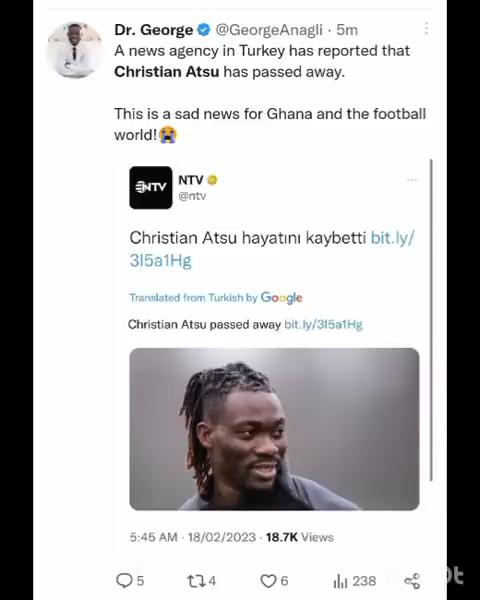 Dr. George @GeorgeAnagli · 5m
A news agency in Turkey has reported that
Christian Atsu has passed away.
This is a sad news for Ghana and the football
world!😭
NTV
NTV
@ntv
Christian Atsu hayatını kaybetti bit.ly/
3I5a1Hg
Translated from Turkish by Google
Christian Atsu passed away bit.ly/3I5a1Hg
5:45 AM · 18/02/2023 · 18.7K Views
5
4
6
238